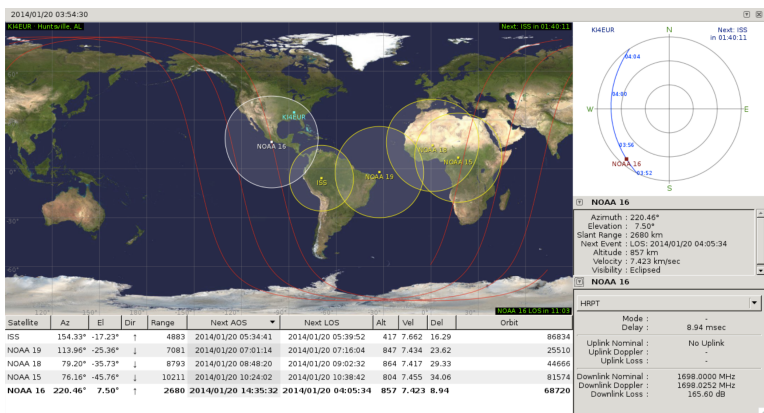 2014/01/20 03:54:30
KI4EUR · Huntsville, AL
Next: ISS in 01:40:11
KI4EUR
NOAA 16
ISS
NOAA 19
NOAA 18
NOAA 15
NOAA 16 LOS in 11:03
KI4EUR
N
Next: ISS
in 01:40:11
04:04
04:00
W
E
03:56
NOAA 16
03:52
S
NOAA 16
Azimuth : 220.46°
Elevation : 7.50°
Slant Range : 2680 km
Next Event : LOS: 2014/01/20 04:05:34
Altitude : 857 km
Velocity : 7.423 km/sec
Visibility : Eclipsed
NOAA 16
HRPT
Mode : -
Delay : 8.94 msec
Uplink Nominal : No Uplink
Uplink Doppler : -
Uplink Loss : -
Downlink Nominal : 1698.0000 MHz
Downlink Doppler : 1698.0252 MHz
Downlink Loss : 165.60 dB
Satellite Az El Dir Range Next AOS Next LOS Alt Vel Del Orbit
ISS 154.33° -17.23° ↑ 4883 2014/01/20 05:34:41 2014/01/20 05:39:52 417 7.662 16.29 86834
NOAA 19 113.96° -25.36° ↑ 7081 2014/01/20 07:01:14 2014/01/20 07:16:04 847 7.434 23.62 25510
NOAA 18 79.20° -35.73° ↑ 8793 2014/01/20 08:48:20 2014/01/20 09:02:32 864 7.417 29.33 44666
NOAA 15 76.16° -45.76° ↓ 10211 2014/01/20 10:24:02 2014/01/20 10:38:42 804 7.455 34.06 81574
NOAA 16 220.46° 7.50° ↓ 2680 2014/01/20 14:35:32 2014/01/20 04:05:34 857 7.423 8.94 68720